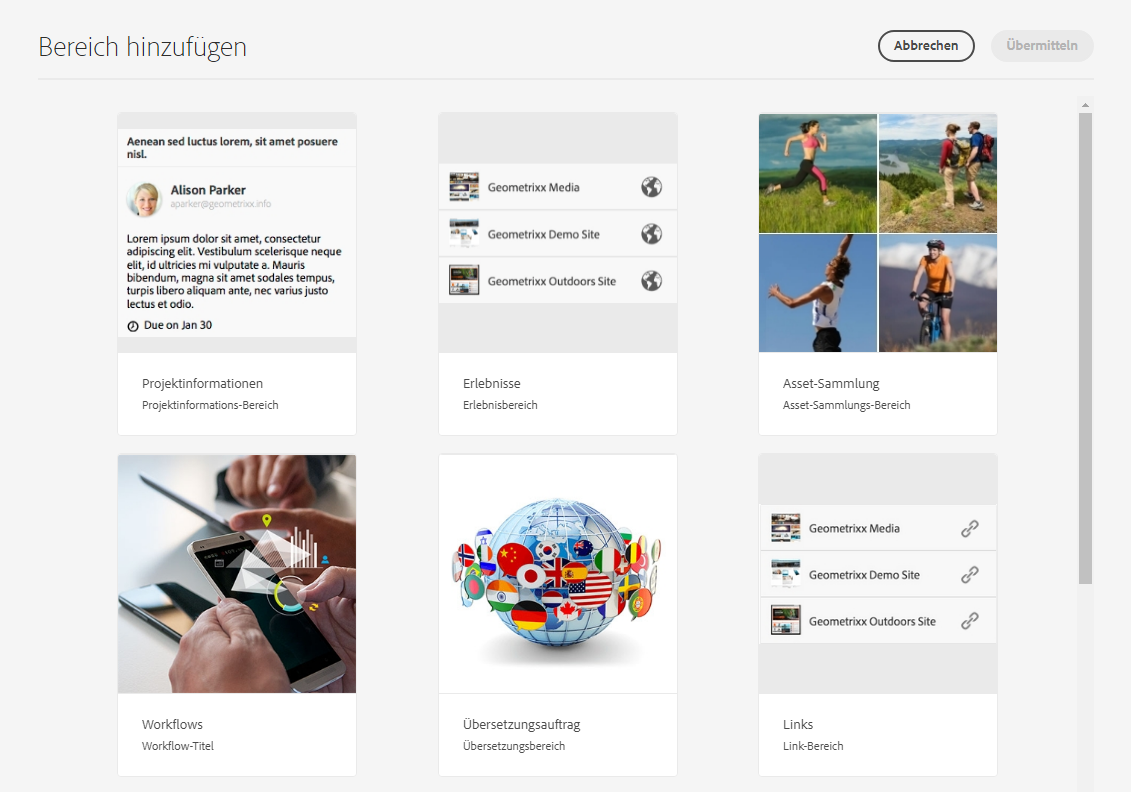 Bereich hinzufügen
Abbrechen
Übermitteln
Aenean sed luctus lorem, sit amet posuere
nisl.
Alison Parker
aparker@geometrixx.info
Lorem ipsum dolor sit amet, consectetur
adipiscing elit. Vestibulum scelerisque neque
elit, id ultricies mi vulputate a. Mauris
bibendum, magna sit amet sodales tempus,
turpis libero aliquam ante, nec varius justo
lectus et odio.
Due on Jan 30
Projektinformationen
Projektinformations-Bereich
Geometrixx Media
Geometrixx Demo Site
Geometrixx Outdoors Site
Erlebnisse
Erlebnisbereich
Asset-Sammlung
Asset-Sammlungs-Bereich
Workflows
Workflow-Titel
Übersetzungsauftrag
Übersetzungsbereich
Geometrixx Media
Geometrixx Demo Site
Geometrixx Outdoors Site
Links
Link-Bereich